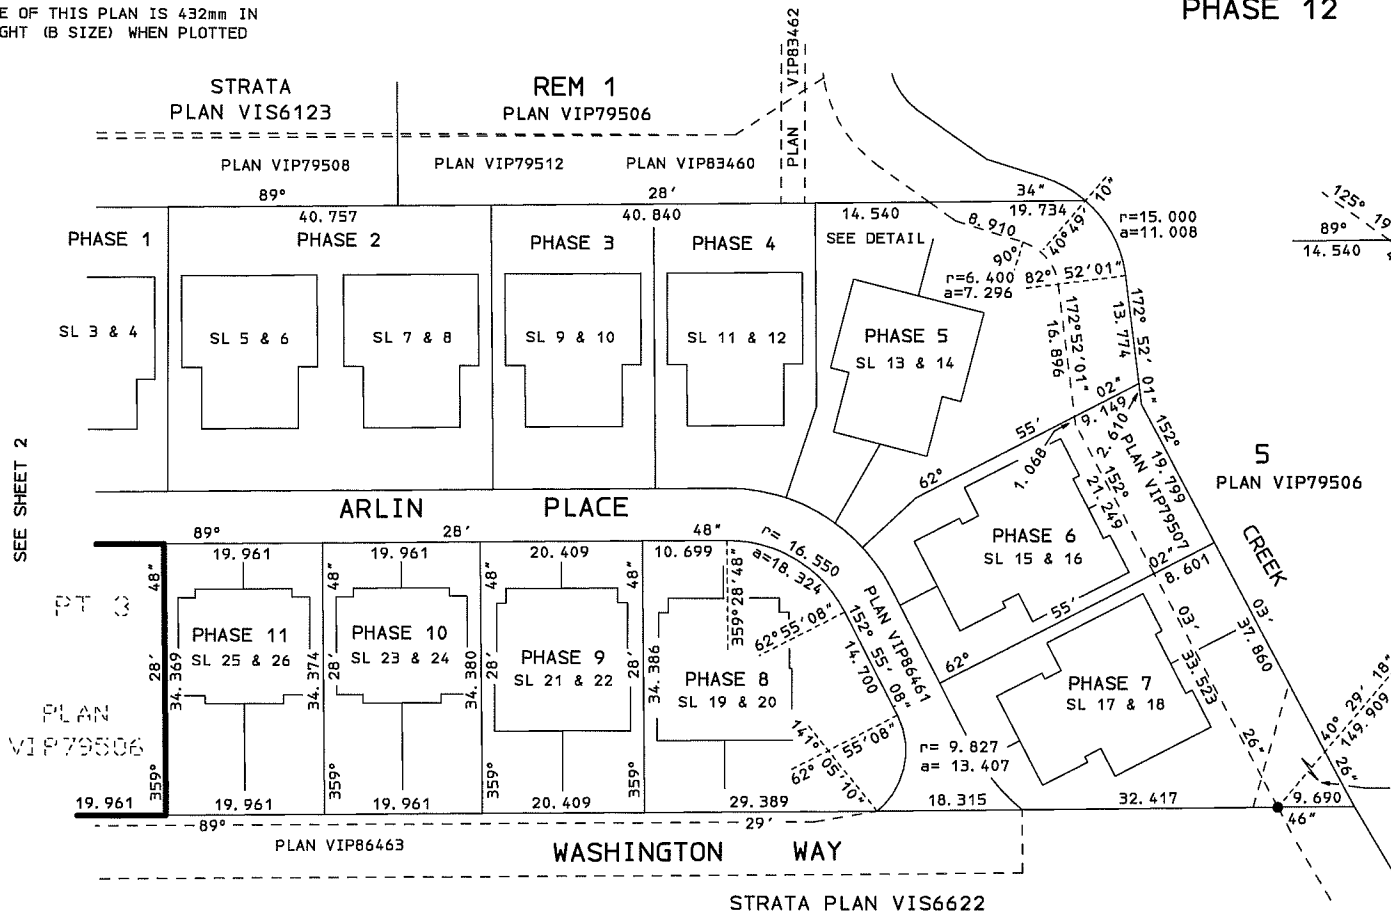 E OF THIS PLAN IS 432mm IN
GHT (B SIZE) WHEN PLOTTED
PHASE 12
STRATA
PLAN VIS6123
REM 1
PLAN VIP79506
PLAN VIP83462
PLAN VIP79508
PLAN VIP79512
PLAN VIP83460
89°
28'
34"
40.757
40.840
14.540
19.734
8.910
40°49'10"
r=15.000
a=11.008
125°
19
89°
14.540
PHASE 1
PHASE 2
PHASE 3
PHASE 4
SEE DETAIL
90°
r=6.400
a=7.296
82° 52'01"
172°52'01"
16.896
172° 52' 01"
13.774
SL 3 & 4
SL 5 & 6
SL 7 & 8
SL 9 & 10
SL 11 & 12
PHASE 5
SL 13 & 14
62°
55'
02"
9.149
2.610
1.068
PLAN VIP79507
152°
19.799
152°
21.249
5
PLAN VIP79506
SEE SHEET 2
ARLIN PLACE
PHASE 6
SL 15 & 16
CREEK
89°
28'
48"
19.961
19.961
20.409
10.699
r= 16.550
a=18.324
359°28'48"
62°55'08"
152° 55' 08"
14.700
PLAN VIP86461
62°
55'
02"
8.601
03'
37.860
03'
33.523
PT 3
PLAN
VIP79506
48"
28'
359°
34.369
PHASE 11
SL 25 & 26
34.374
48"
28'
359°
PHASE 10
SL 23 & 24
34.380
48"
28'
PHASE 9
SL 21 & 22
48"
28'
359°
34.386
PHASE 8
SL 19 & 20
PHASE 7
SL 17 & 18
141° 05'10"
62° 55'08"
r= 9.827
a= 13.407
26"
40° 29' 18"
149.909
26"
19.961
19.961
19.961
20.409
29.389
18.315
32.417
9.690
89°
29'
46"
PLAN VIP86463
WASHINGTON WAY
STRATA PLAN VIS6622